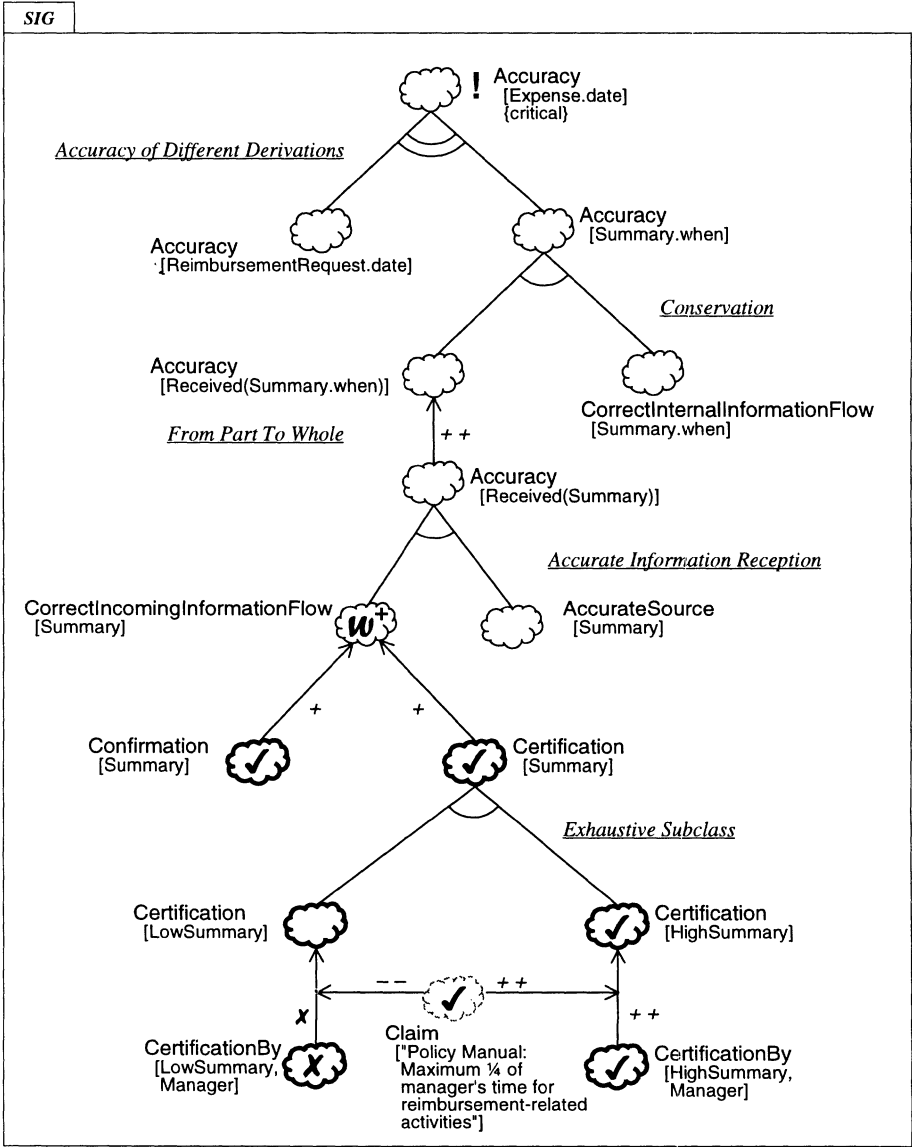 SIG
! Accuracy
[Expense.date]
{critical}
Accuracy of Different Derivations
Accuracy
[Summary.when]
Accuracy
[ReimbursementRequest.date]
Conservation
Accuracy
[Received(Summary.when)]
CorrectInternalInformationFlow
[Summary.when]
From Part To Whole
++
Accuracy
[Received(Summary)]
Accurate Information Reception
CorrectIncomingInformationFlow
[Summary]
W+
AccurateSource
[Summary]
+
+
Confirmation
[Summary]
✓
✓
Certification
[Summary]
Exhaustive Subclass
Certification
[LowSummary]
✓
Certification
[HighSummary]
--
++
✓
✗
++
Claim
["Policy Manual:
Maximum ¼ of
manager's time for
reimbursement-related
activities"]
CertificationBy
[LowSummary,
Manager]
✗
✓
CertificationBy
[HighSummary,
Manager]